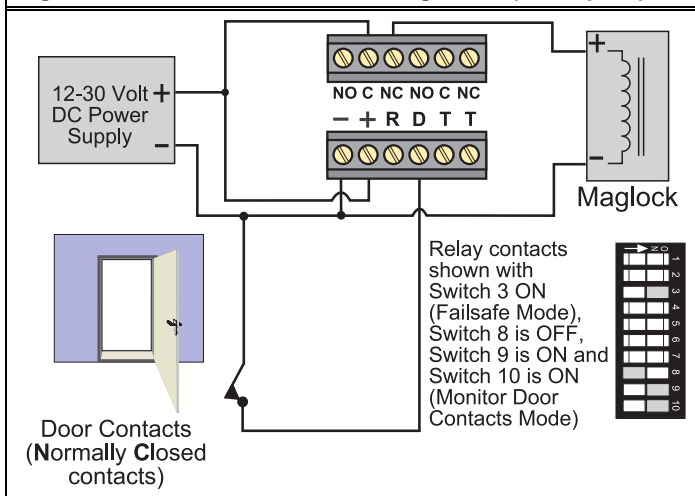 12-30 Volt +
DC Power
Supply −
NO C NC NO C NC
− + R D T T
+
−
Maglock
Relay contacts
shown with
Switch 3 ON
(Failsafe Mode),
Switch 8 is OFF,
Switch 9 is ON and
Switch 10 is ON
(Monitor Door
Contacts Mode)
ON
1
2
3
4
5
6
7
8
9
10
Door Contacts
(Normally Closed
contacts)